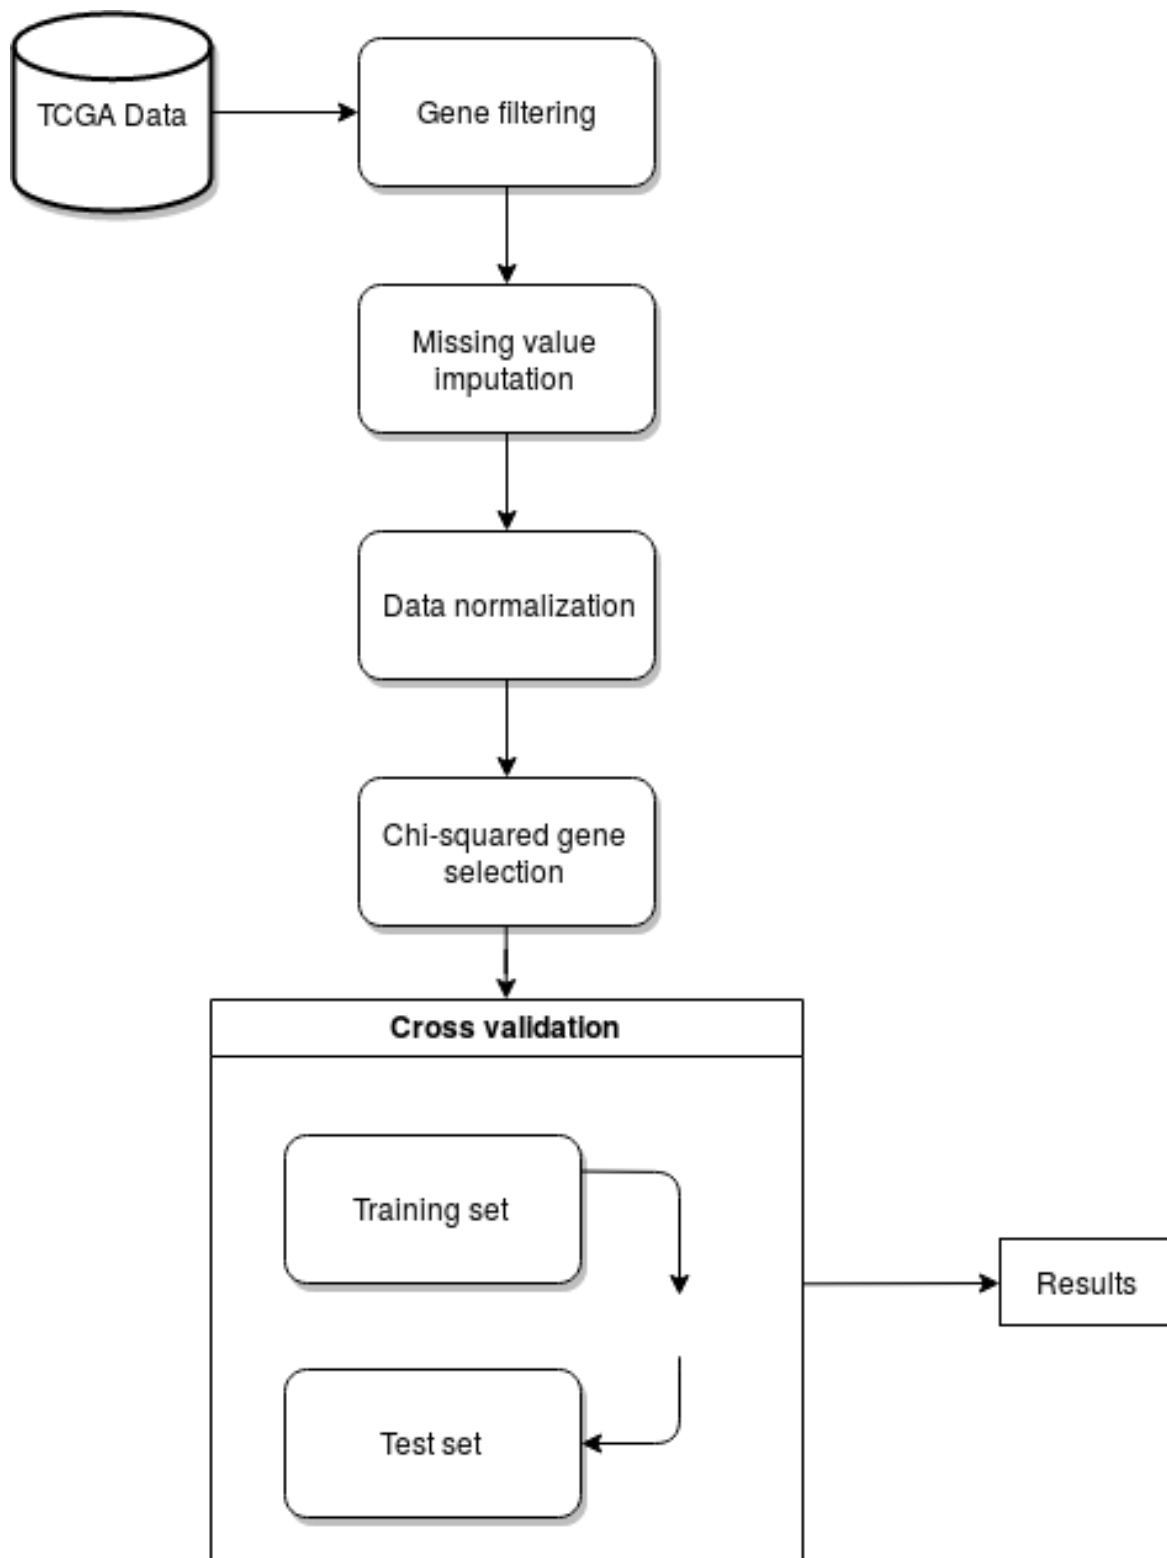 TCGA Data
Gene filtering
Missing value
imputation
Data normalization
Chi-squared gene
selection
Cross validation
Training set
Results
Test set